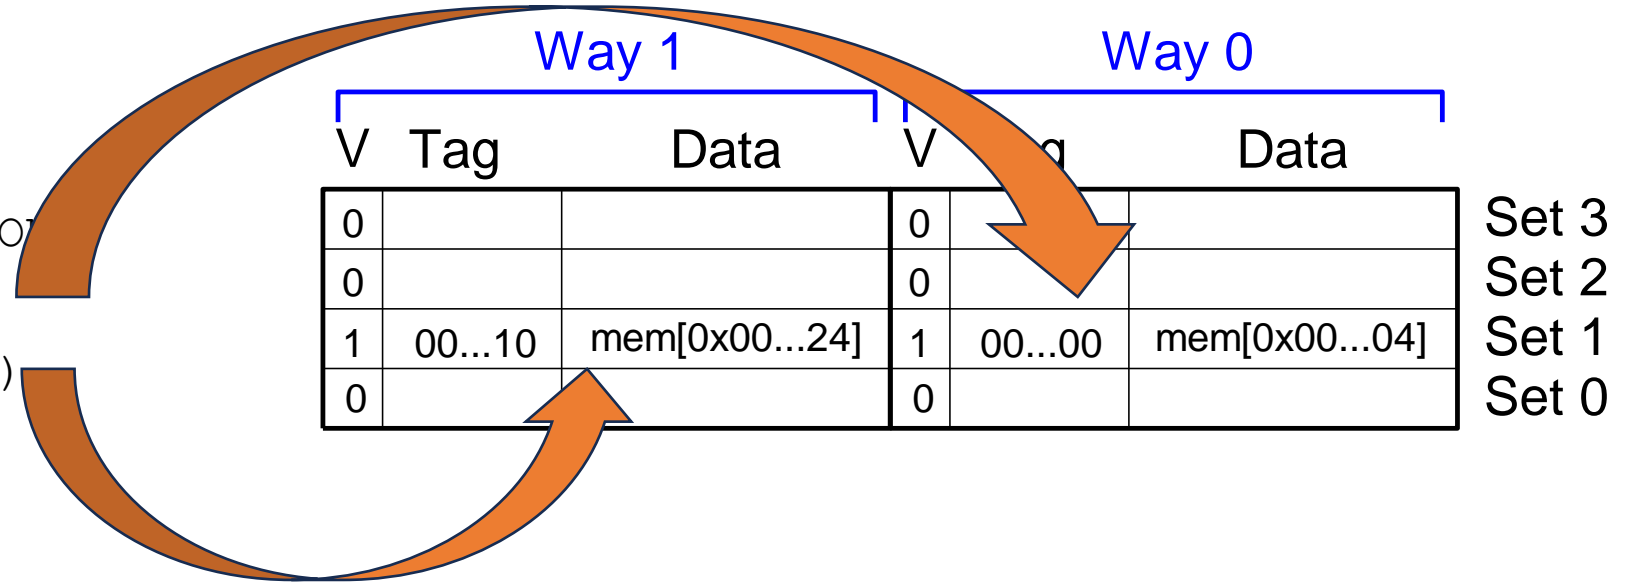 Way 1 Way 0
V Tag Data V Data
0 0 Set 3
0 0 Set 2
1 00...10 mem[0x00...24] 1 00...00 mem[0x00...04] Set 1
)
0 0 Set 0